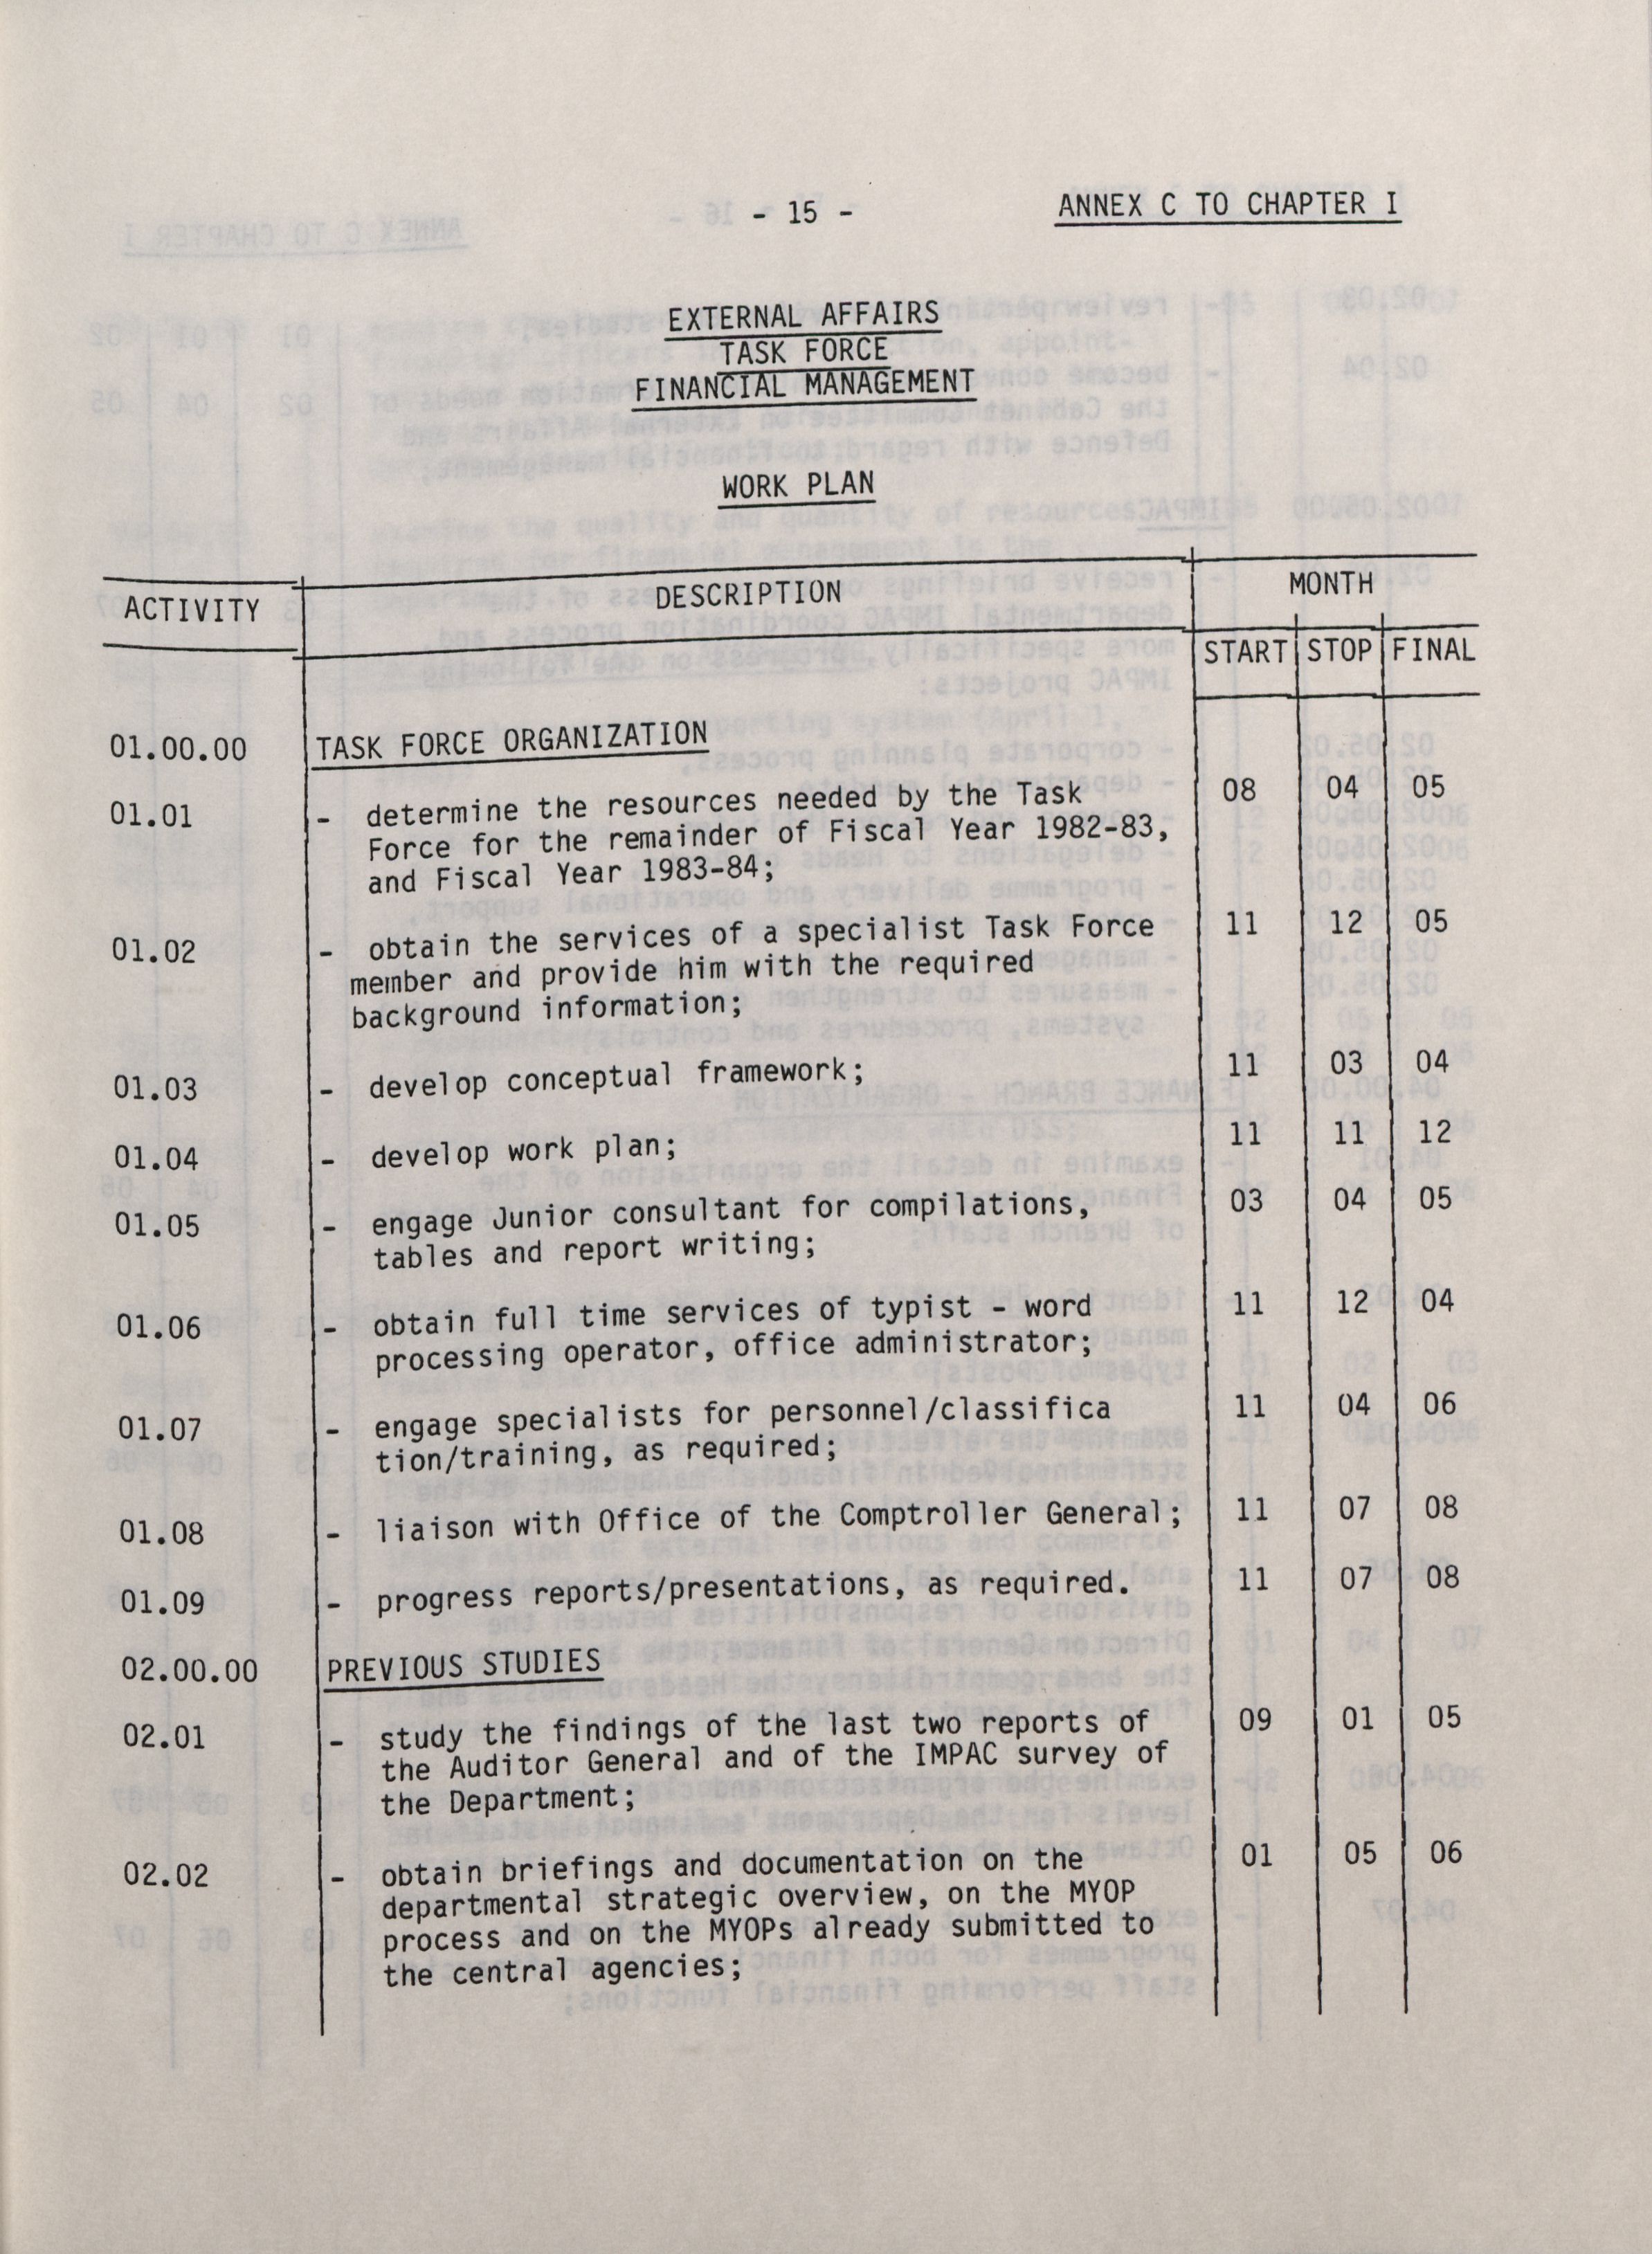 - 15 -
ANNEX C TO CHAPTER I
EXTERNAL AFFAIRS
TASK FORCE
FINANCIAL MANAGEMENT
WORK PLAN
ACTIVITY DESCRIPTION MONTH
START STOP FINAL
01.00.00 TASK FORCE ORGANIZATION
01.01 - determine the resources needed by the Task 08 04 05
Force for the remainder of Fiscal Year 1982-83,
and Fiscal Year 1983-84;
01.02 - obtain the services of a specialist Task Force 11 12 05
member and provide him with the required
background information;
01.03 - develop conceptual framework; 11 03 04
01.04 - develop work plan; 11 11 12
01.05 - engage Junior consultant for compilations, 03 04 05
tables and report writing;
01.06 - obtain full time services of typist - word 11 12 04
processing operator, office administrator;
01.07 - engage specialists for personnel/classifica 11 04 06
tion/training, as required;
01.08 - liaison with Office of the Comptroller General; 11 07 08
01.09 - progress reports/presentations, as required. 11 07 08
02.00.00 PREVIOUS STUDIES
02.01 - study the findings of the last two reports of 09 01 05
the Auditor General and of the IMPAC survey of
the Department;
02.02 - obtain briefings and documentation on the 01 05 06
departmental strategic overview, on the MYOP
process and on the MYOPs already submitted to
the central agencies;